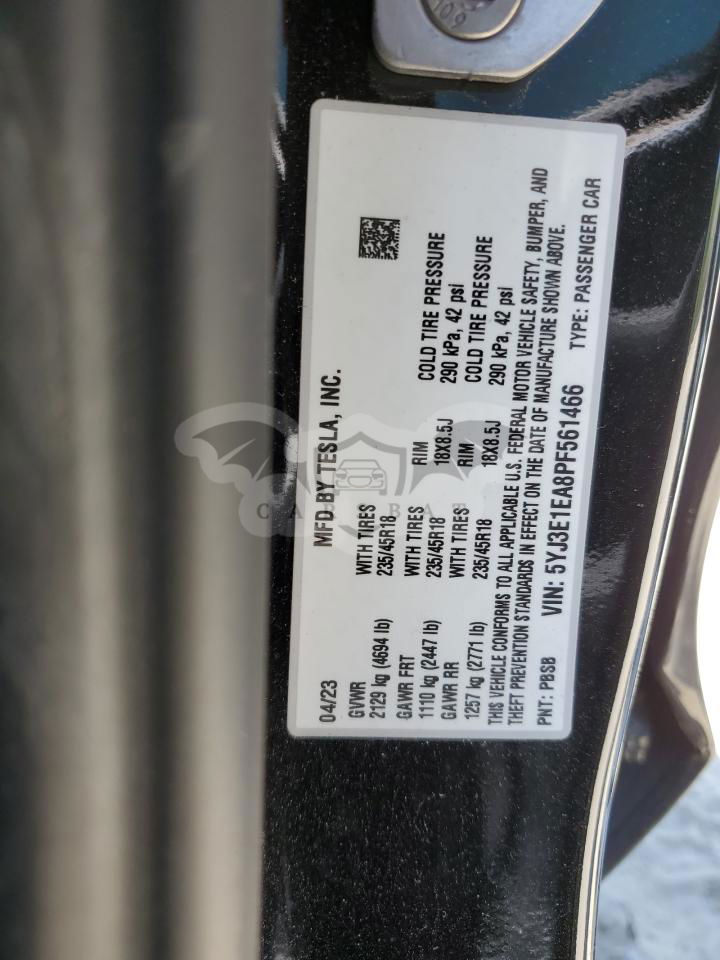 109
MFD BY TESLA, INC.
04/23
GVWR WITH TIRES RIM COLD TIRE PRESSURE
2129 kg (4694 lb) 235/45R18 18X8.5J 290 kPa, 42 psi
GAWR FRT WITH TIRES RIM COLD TIRE PRESSURE
1110 kg (2447 lb) 235/45R18 18X8.5J 290 kPa, 42 psi
GAWR RR WITH TIRES
1257 kg (2771 lb) 235/45R18
THIS VEHICLE CONFORMS TO ALL APPLICABLE U.S. FEDERAL MOTOR VEHICLE SAFETY, BUMPER, AND
THEFT PREVENTION STANDARDS IN EFFECT ON THE DATE OF MANUFACTURE SHOWN ABOVE.
PNT: PBSB VIN: 5YJ3E1EA8PF561466 TYPE: PASSENGER CAR
CAR BAT